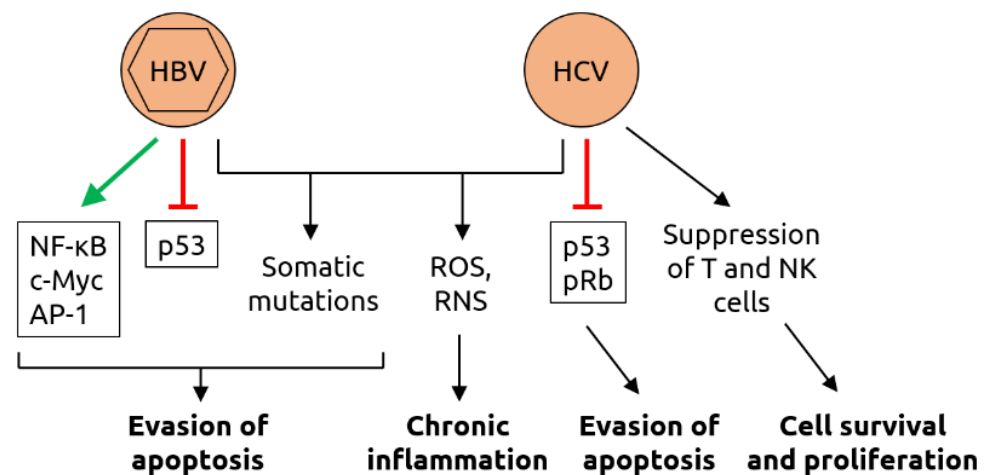 HBV
HCV
NF-κB
c-Myc
AP-1
p53
Somatic
mutations
ROS,
RNS
p53
pRb
Suppression
of T and NK
cells
Evasion of
apoptosis
Chronic
inflammation
Evasion of
apoptosis
Cell survival
and proliferation